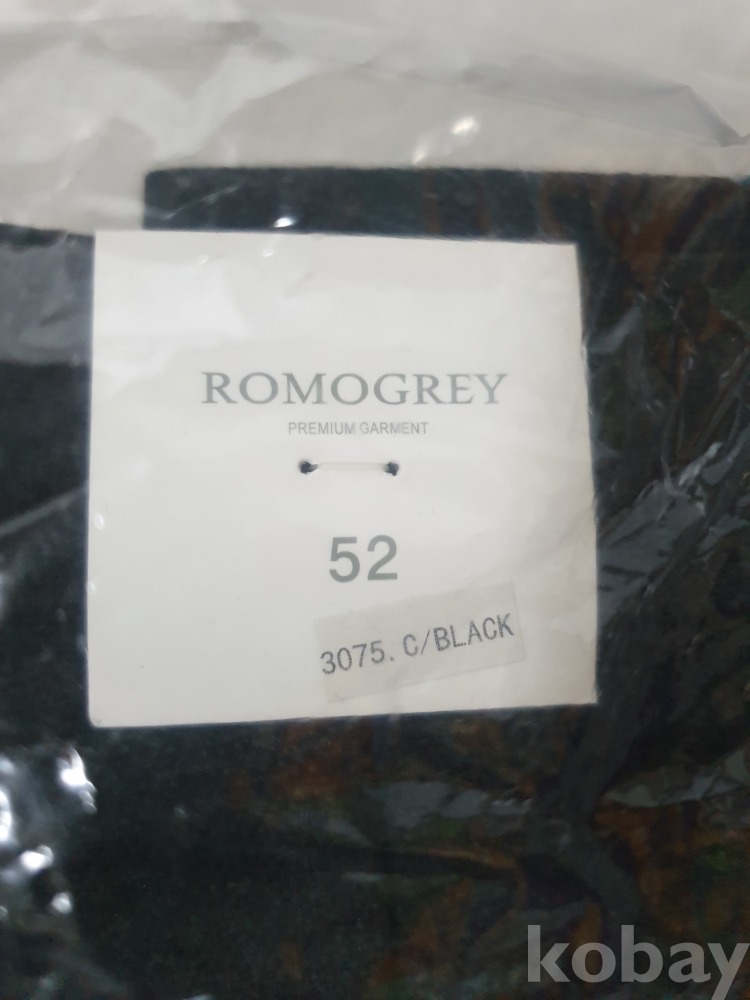 ROMOGREY
PREMIUM GARMENT
52
3075. C/BLACK
kobay